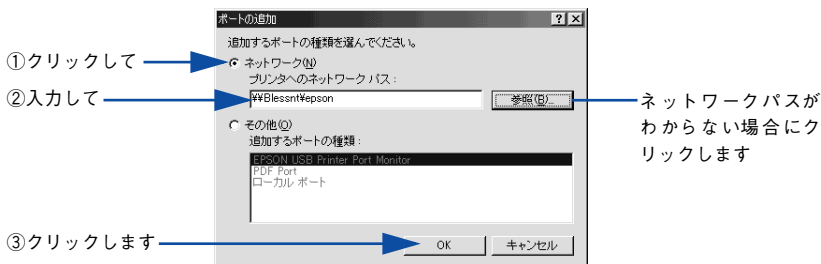 ポートの追加
追加するポートの種類を選んでください。
①クリックして
ネットワーク(N)
プリンタへのネットワーク パス:
②入力して
¥¥Blessnt¥epson
参照(B)...
ネットワークパスが
わからない場合にク
リックします
その他(O)
追加するポートの種類:
EPSON USB Printer Port Monitor
PDF Port
ローカル ポート
③クリックします
OK
キャンセル